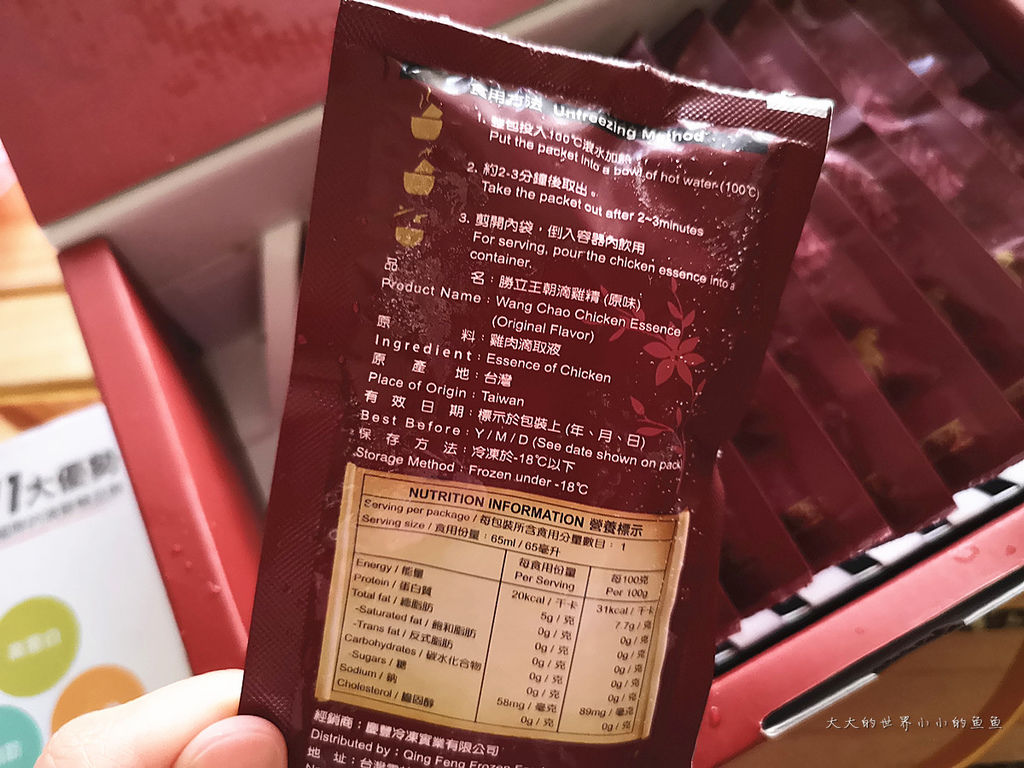 食用方法 Unfreezing Method
1. 整包投入100℃滾水加熱
Put the packet into a bowl of hot water (100℃)
2. 約2-3分鐘後取出。
Take the packet out after 2~3minutes
3. 剪開內袋，倒入容器內飲用
For serving, pour the chicken essence into a
container.
品名：勝立王朝滴雞精 (原味)
Product Name：Wang Chao Chicken Essence
(Original Flavor)
原料：雞肉滴取液
Ingredient：Essence of Chicken
原產地：台灣
Place of Origin：Taiwan
有效日期：標示於包裝上 (年、月、日)
Best Before：Y / M / D (See date shown on pack
保存方法：冷凍於-18℃以下
Storage Method：Frozen under -18℃
NUTRITION INFORMATION 營養標示
Serving per package / 每包裝所含食用分量數目： 1
Serving size / 食用份量：65ml / 65毫升
每食用份量 每100克
Per Serving Per 100g
Energy / 能量 20kcal / 千卡 31kcal / 千卡
Protein / 蛋白質 5g / 克 7.7g / 克
Total fat / 總脂肪 0g / 克 0g / 克
-Saturated fat / 飽和脂肪 0g / 克 0g / 克
-Trans fat / 反式脂肪 0g / 克 0g / 克
Carbohydrates / 碳水化合物 0g / 克 0g / 克
-Sugars / 糖 0g / 克 0g / 克
Sodium / 鈉 58mg / 毫克 89mg / 毫克
Cholesterol / 膽固醇 0g / 克 0g / 克
經銷商：慶豐冷凍實業有限公司
Distributed by：Qing Feng Frozen
地址：台灣
11大優勢
大大的世界小小的魚魚